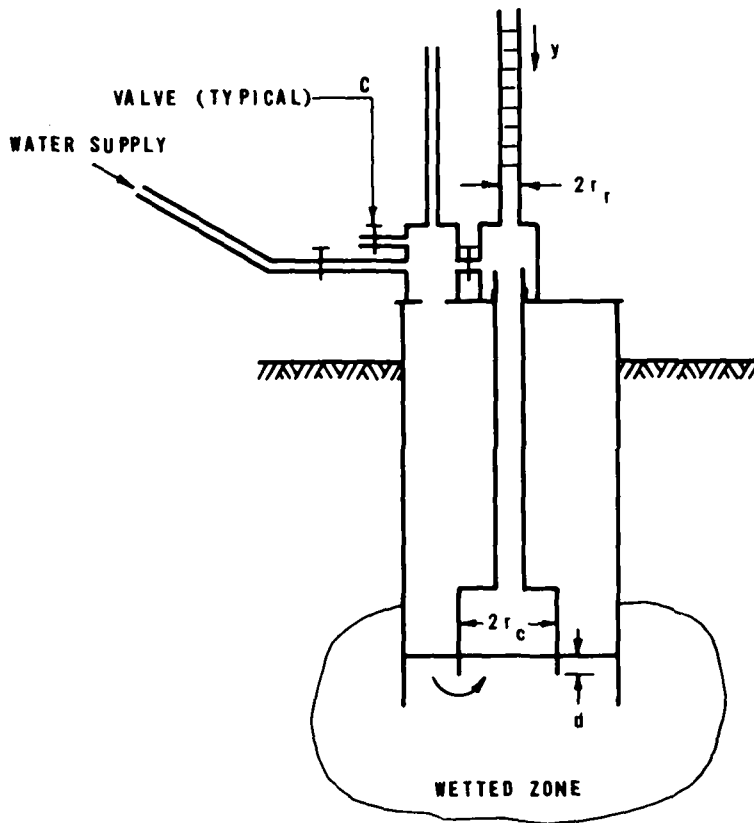 y
C
VALVE (TYPICAL)
WATER SUPPLY
2r_r
2r_c
d
WETTED ZONE